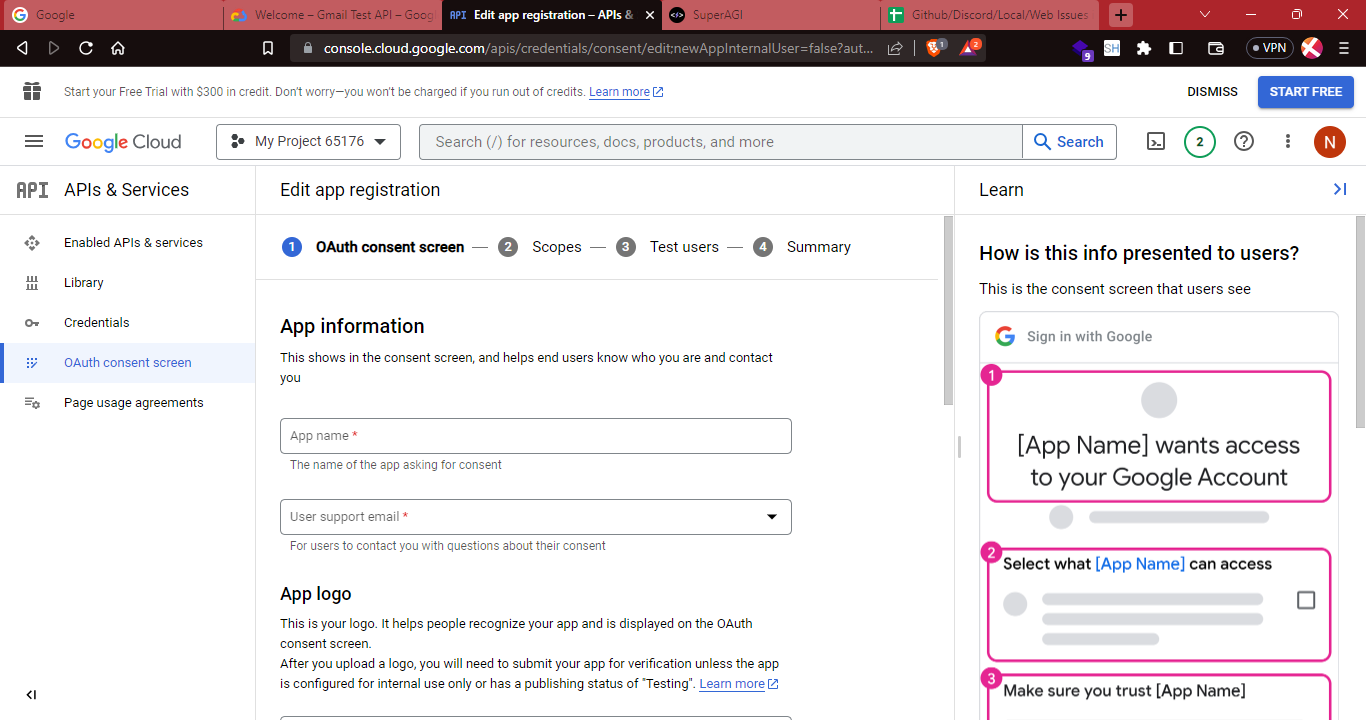 Google
Welcome – Gmail Test API – Goog
API Edit app registration – APIs &
SuperAGI
Github/Discord/Local/Web Issues
console.cloud.google.com/apis/credentials/consent/edit;newAppInternalUser=false?aut...
1
2
9
SH
VPN
Start your Free Trial with $300 in credit. Don't worry—you won't be charged if you run out of credits. Learn more
DISMISS
START FREE
Google Cloud
My Project 65176
Search (/) for resources, docs, products, and more
Search
2
N
API APIs & Services
Enabled APIs & services
Library
Credentials
OAuth consent screen
Page usage agreements
Edit app registration
1 OAuth consent screen — 2 Scopes — 3 Test users — 4 Summary
App information
This shows in the consent screen, and helps end users know who you are and contact
you
App name *
The name of the app asking for consent
User support email *
For users to contact you with questions about their consent
App logo
This is your logo. It helps people recognize your app and is displayed on the OAuth
consent screen.
After you upload a logo, you will need to submit your app for verification unless the app
is configured for internal use only or has a publishing status of "Testing". Learn more
Learn
How is this info presented to users?
This is the consent screen that users see
Sign in with Google
1
[App Name] wants access
to your Google Account
2
Select what [App Name] can access
3
Make sure you trust [App Name]